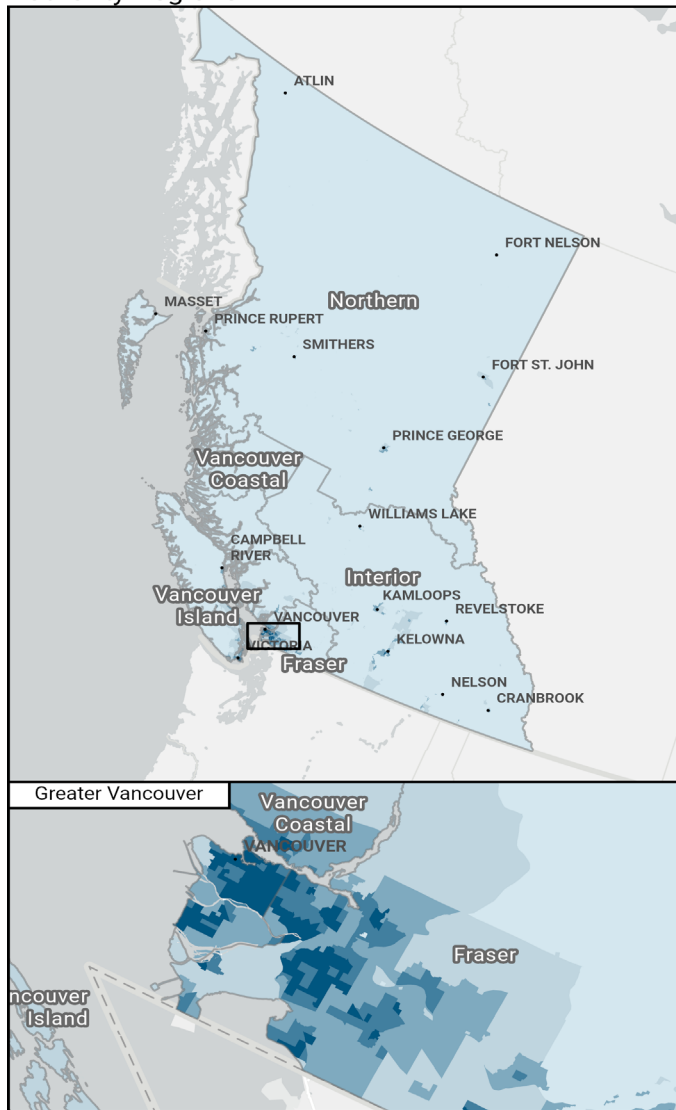 ATLIN
FORT NELSON
Northern
MASSET
PRINCE RUPERT
SMITHERS
FORT ST. JOHN
PRINCE GEORGE
Vancouver
Coastal
WILLIAMS LAKE
CAMPBELL
RIVER
Interior
Vancouver
Island
KAMLOOPS
REVELSTOKE
VANCOUVER
KELOWNA
VICTORIA
Fraser
NELSON
CRANBROOK
Greater Vancouver
Vancouver
Coastal
VANCOUVER
Fraser
ncouver
Island